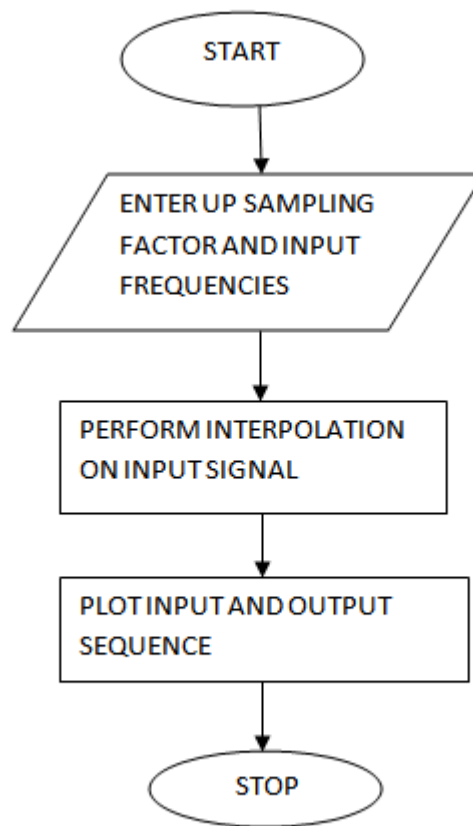 START
ENTER UP SAMPLING
FACTOR AND INPUT
FREQUENCIES
PERFORM INTERPOLATION
ON INPUT SIGNAL
PLOT INPUT AND OUTPUT
SEQUENCE
STOP